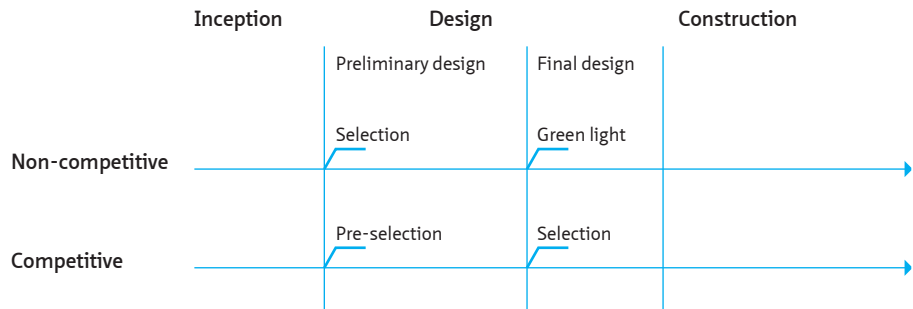 Inception Design Construction
Preliminary design Final design
Selection Green light
Non-competitive
Pre-selection Selection
Competitive